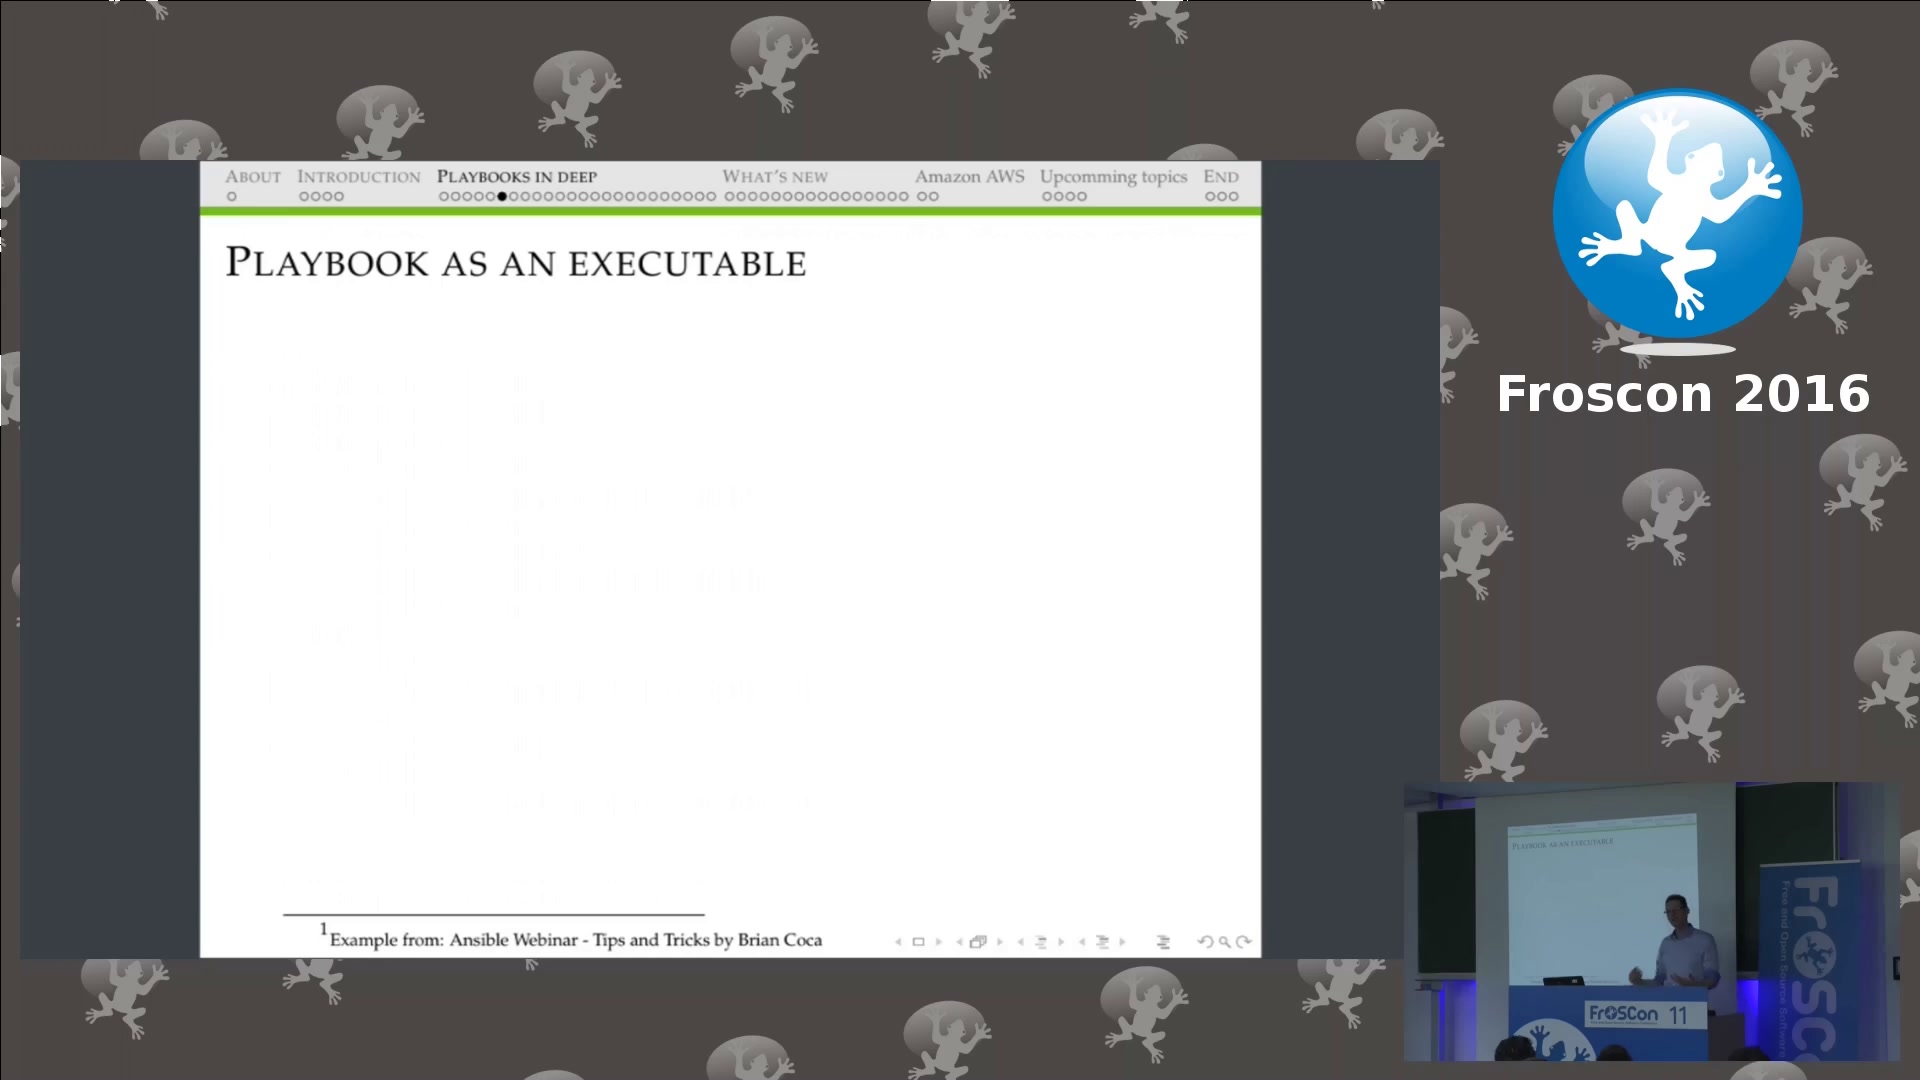 ABOUT INTRODUCTION PLAYBOOKS IN DEEP WHAT'S NEW Amazon AWS Upcomming topics END
PLAYBOOK AS AN EXECUTABLE
1 Example from: Ansible Webinar - Tips and Tricks by Brian Coca
Froscon 2016
PLAYBOOK AS AN EXECUTABLE
FrOSCon 11
FrOSCo
Free and Open Source Software